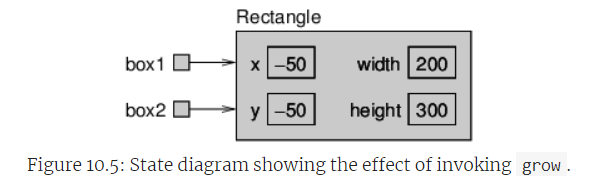 Rectangle
box1 x –50 width 200
box2 y –50 height 300
Figure 10.5: State diagram showing the effect of invoking grow .